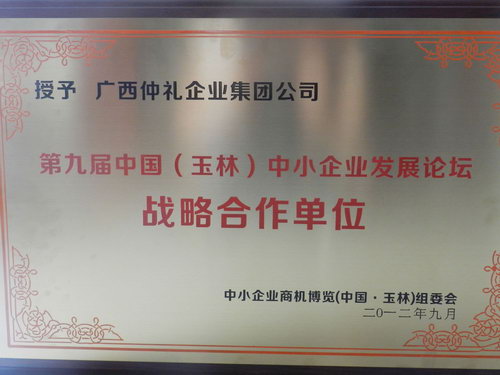 授予 广西仲礼企业集团公司
第九届中国（玉林）中小企业发展论坛
战略合作单位
中小企业商机博览(中国·玉林)组委会
二〇一二年九月